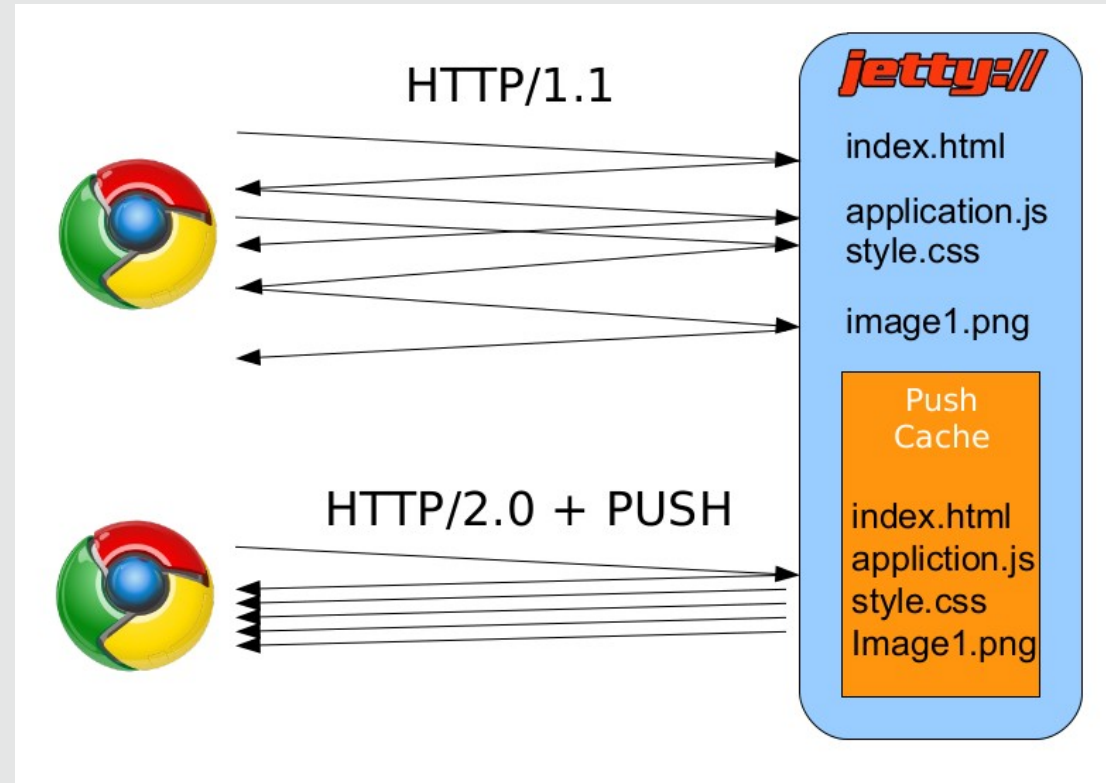 HTTP/1.1
jetty://
index.html
application.js
style.css
image1.png
Push
Cache
HTTP/2.0 + PUSH
index.html
appliction.js
style.css
Image1.png